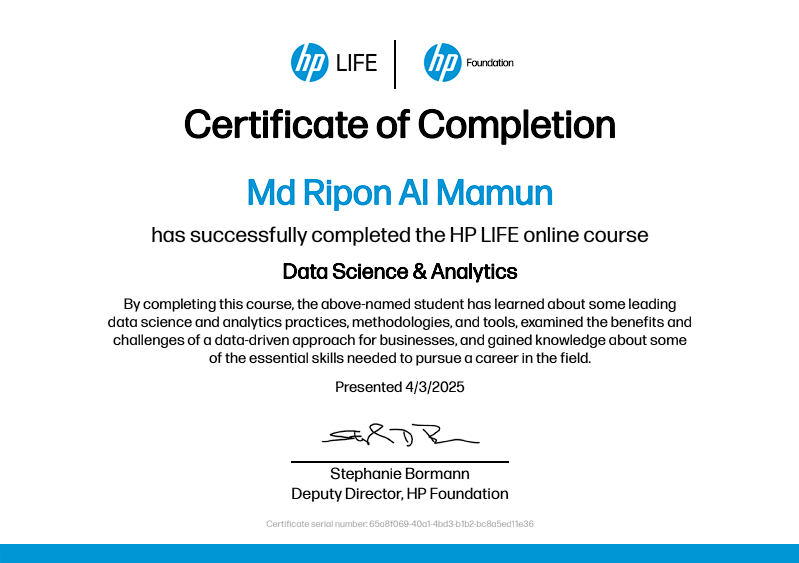 hp LIFE hp Foundation
Certificate of Completion
Md Ripon Al Mamun
has successfully completed the HP LIFE online course
Data Science & Analytics
By completing this course, the above-named student has learned about some leading
data science and analytics practices, methodologies, and tools, examined the benefits and
challenges of a data-driven approach for businesses, and gained knowledge about some
of the essential skills needed to pursue a career in the field.
Presented 4/3/2025
Stephanie Bormann
Deputy Director, HP Foundation
Certificate serial number: 65a8f069-40a1-4bd3-b1b2-bc8a5ed11e36